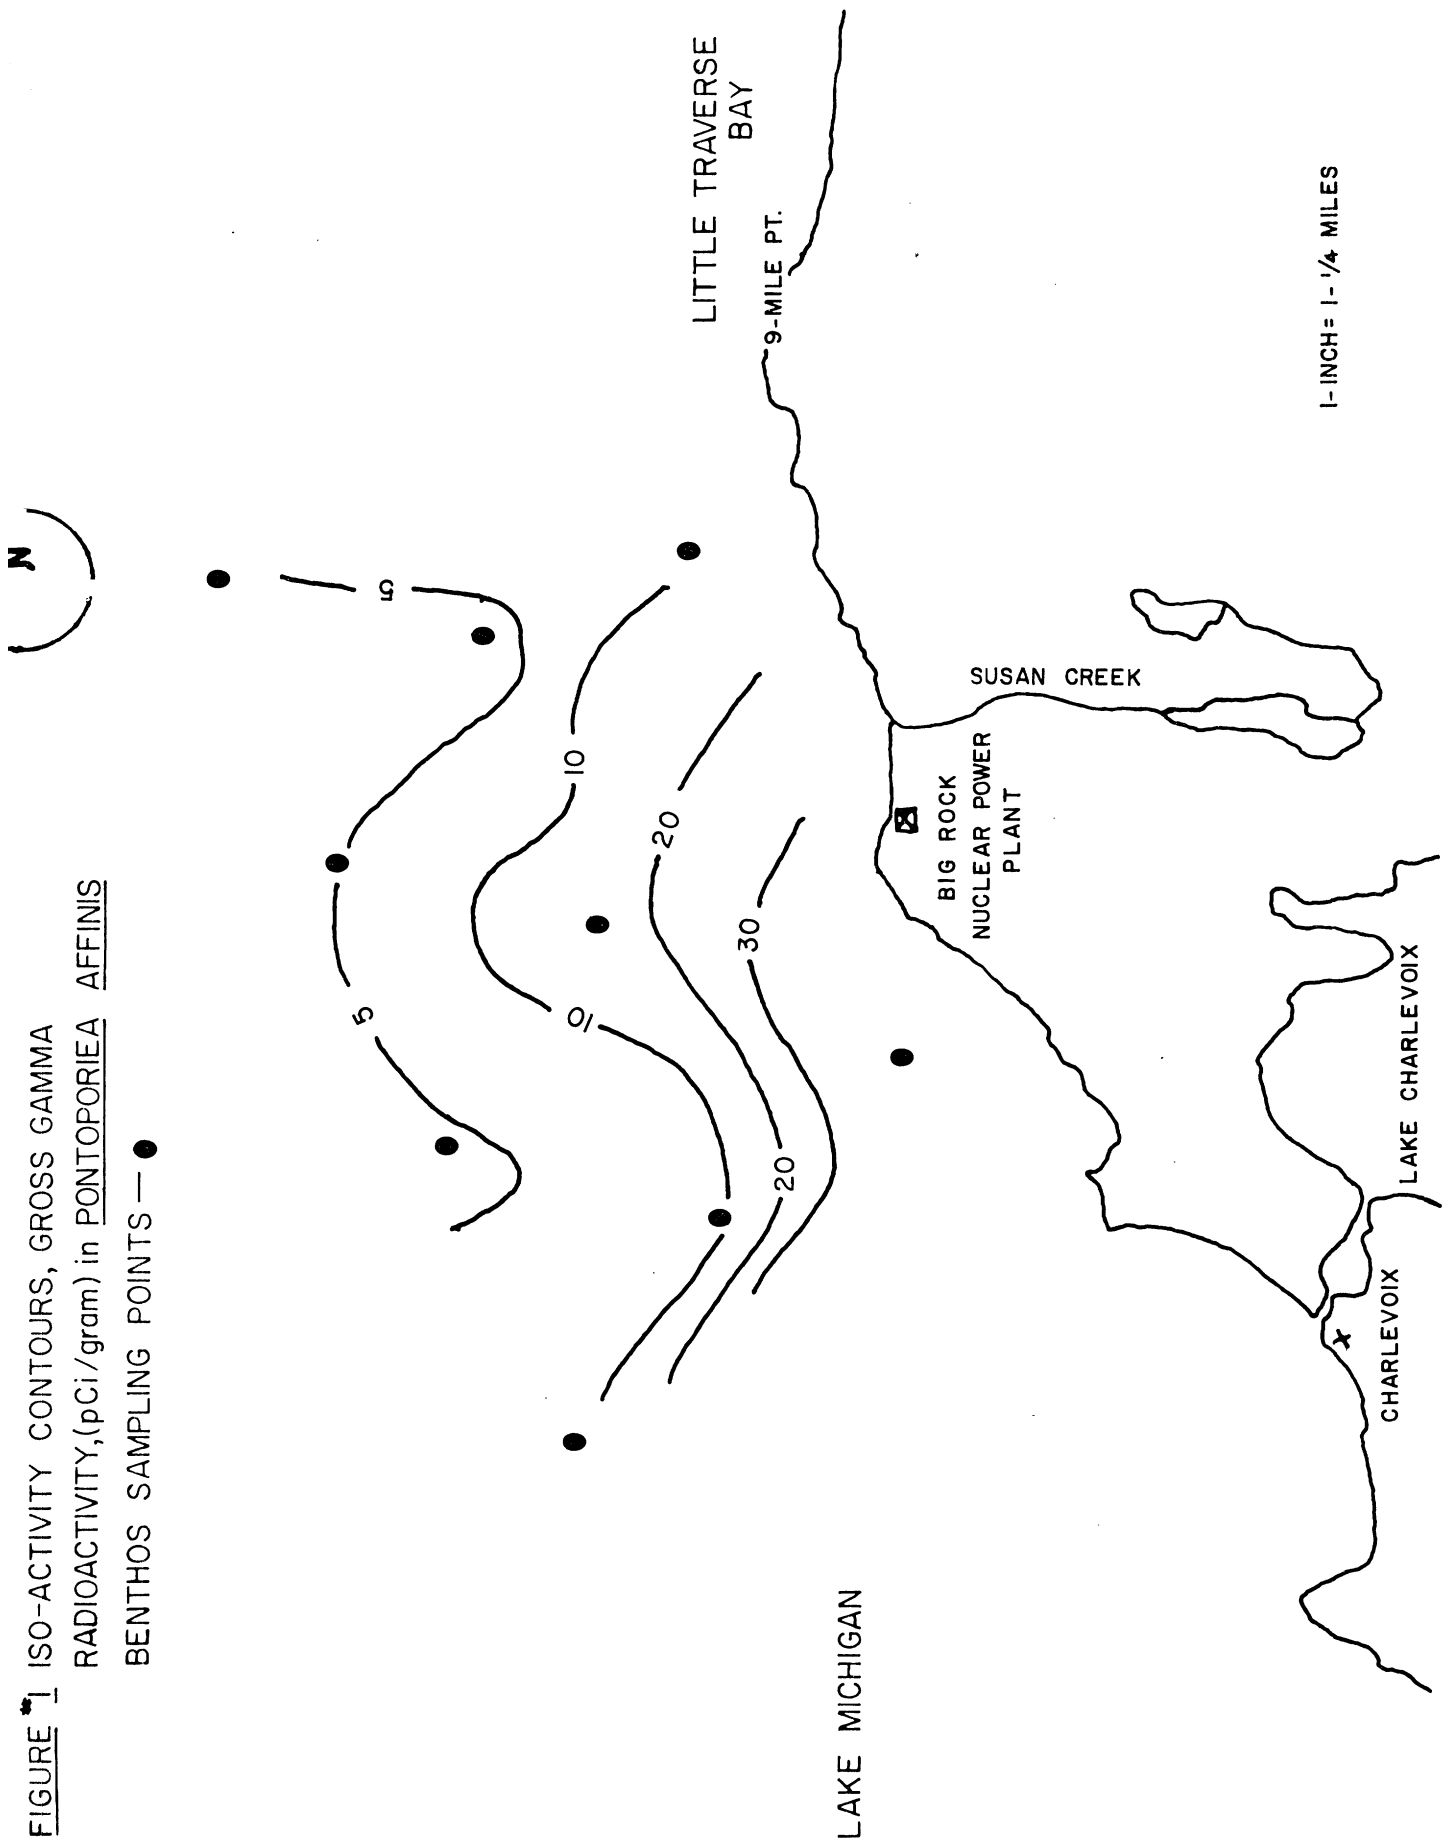 FIGURE #1 ISO-ACTIVITY CONTOURS, GROSS GAMMA
RADIOACTIVITY,(pCi/gram) in PONTOPORIEA AFFINIS
BENTHOS SAMPLING POINTS —
N
5
5
10
10
20
20
30
LITTLE TRAVERSE
BAY
9-MILE PT.
LAKE MICHIGAN
SUSAN CREEK
BIG ROCK
NUCLEAR POWER
PLANT
1-INCH = 1-1/4 MILES
LAKE CHARLEVOIX
CHARLEVOIX
X